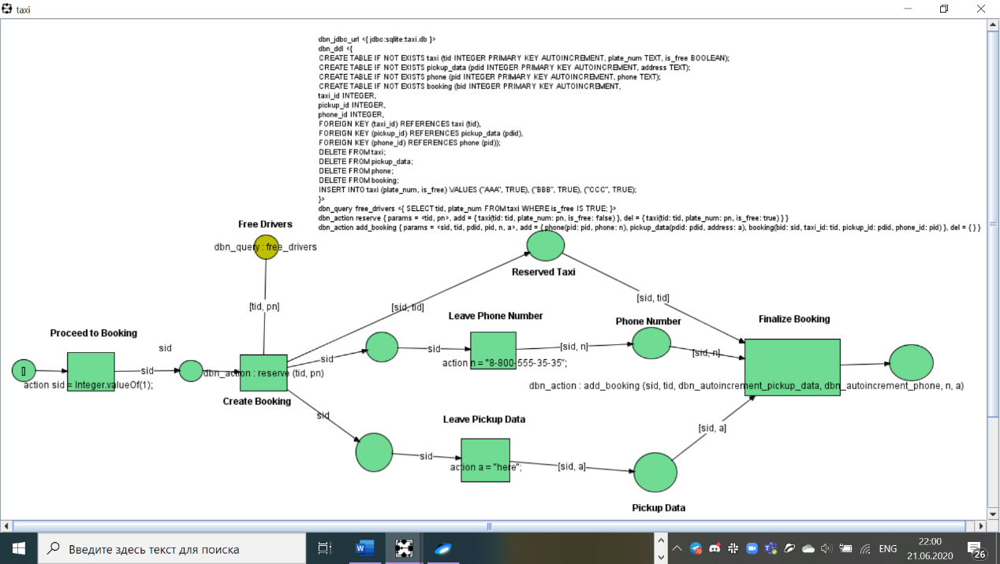 taxi
dbn_jdbc_url <{ jdbc:sqlite:taxi.db }>
dbn_ddl <{
CREATE TABLE IF NOT EXISTS taxi (tid INTEGER PRIMARY KEY AUTOINCREMENT, plate_num TEXT, is_free BOOLEAN);
CREATE TABLE IF NOT EXISTS pickup_data (pdid INTEGER PRIMARY KEY AUTOINCREMENT, address TEXT);
CREATE TABLE IF NOT EXISTS phone (pid INTEGER PRIMARY KEY AUTOINCREMENT, phone TEXT);
CREATE TABLE IF NOT EXISTS booking (bid INTEGER PRIMARY KEY AUTOINCREMENT,
taxi_id INTEGER,
pickup_id INTEGER,
phone_id INTEGER,
FOREIGN KEY (taxi_id) REFERENCES taxi (tid),
FOREIGN KEY (pickup_id) REFERENCES pickup_data (pdid),
FOREIGN KEY (phone_id) REFERENCES phone (pid));
DELETE FROM taxi;
DELETE FROM pickup_data;
DELETE FROM phone;
DELETE FROM booking;
INSERT INTO taxi (plate_num, is_free) VALUES ("AAA", TRUE), ("BBB", TRUE), ("CCC", TRUE);
}>
dbn_query free_drivers <{ SELECT tid, plate_num FROM taxi WHERE is_free IS TRUE; }>
dbn_action reserve { params = <tid, pn>, add = { taxi(tid: tid, plate_num: pn, is_free: false) }, del = { taxi(tid: tid, plate_num: pn, is_free: true) } }
dbn_action add_booking { params = <sid, tid, pdid, pid, n, a>, add = { phone(pid: pid, phone: n), pickup_data(pdid: pdid, address: a), booking(bid: sid, taxi_id: tid, pickup_id: pdid, phone_id: pid) }, del = { } }
Free Drivers
dbn_query : free_drivers
Reserved Taxi
[tid, pn]
[sid, tid]
[sid, tid]
Leave Phone Number
Phone Number
Finalize Booking
Proceed to Booking
sid
sid
[]
action sid = Integer.valueOf(1);
dbn_action : reserve (tid, pn)
Create Booking
sid
sid
[sid, n]
[sid, n]
action n = "8-800-555-35-35";
dbn_action : add_booking (sid, tid, dbn_autoincrement_pickup_data, dbn_autoincrement_phone, n, a)
sid
Leave Pickup Data
[sid, a]
sid
action a = "here";
[sid, a]
Pickup Data
Введите здесь текст для поиска
ENG
22:00
21.06.2020
26